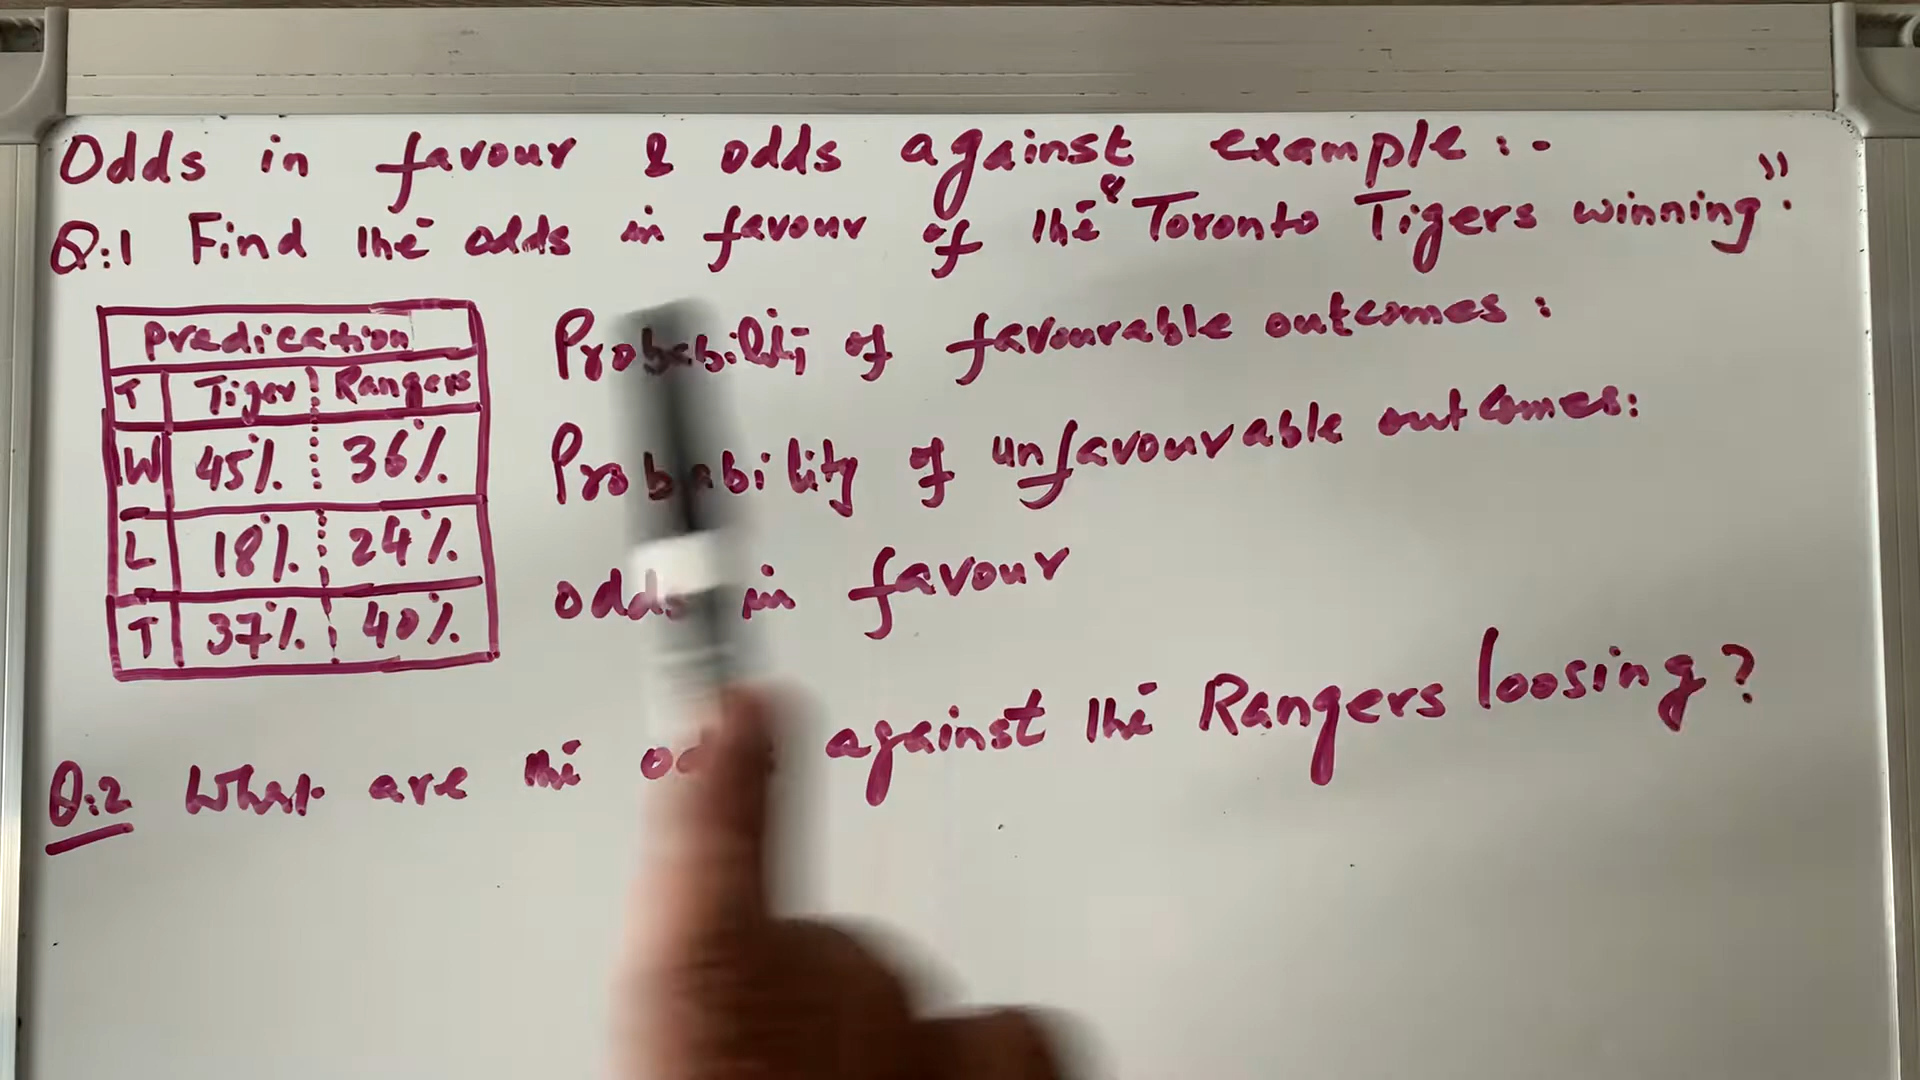 Odds in favour & odds against example :-
Q:1 Find the odds in favour of the "Toronto Tigers winning".
Predication
T Tiger Rangers
W 45% 36%
L 18% 24%
T 37% 40%
Probability of favourable outcomes :
Probability of unfavourable outcomes:
odds in favour
Q:2 What are the against the Rangers loosing?